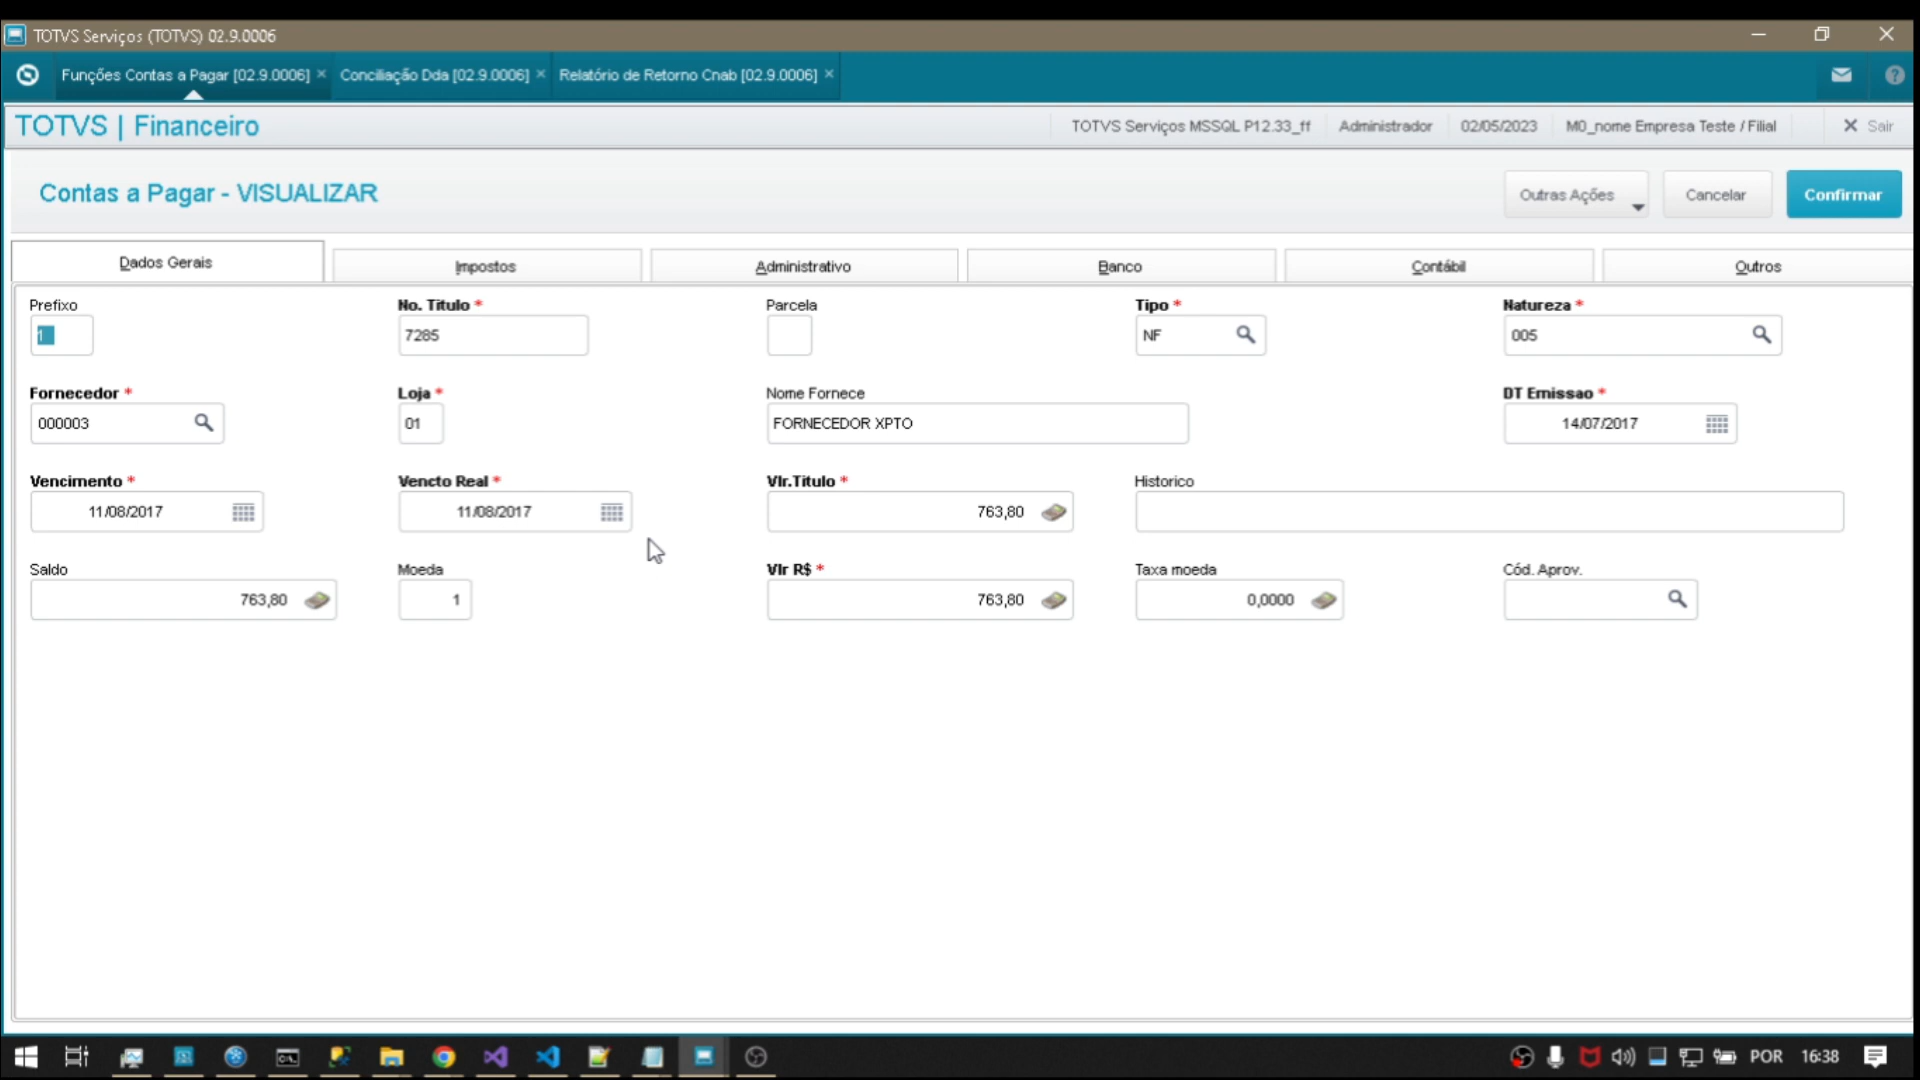 TOTVS Serviços (TOTVS) 02.9.0006
Funções Contas a Pagar [02.9.0006] × Conciliação Dda [02.9.0006] × Relatório de Retorno Cnab [02.9.0006] ×
TOTVS | Financeiro TOTVS Serviços MSSQL P12.33_ff Administrador 02/05/2023 M0_nome Empresa Teste / Filial Sair
Contas a Pagar - VISUALIZAR Outras Ações Cancelar Confirmar
Dados Gerais Impostos Administrativo Banco Contábil Outros
Prefixo No. Titulo * Parcela Tipo * Natureza *
1 7285 NF 005
Fornecedor * Loja * Nome Fornece DT Emissao *
000003 01 FORNECEDOR XPTO 14/07/2017
Vencimento * Vencto Real * Vlr.Titulo * Historico
11/08/2017 11/08/2017 763,80
Saldo Moeda Vlr R$ * Taxa moeda Cód. Aprov.
763,80 1 763,80 0,0000
POR 16:38